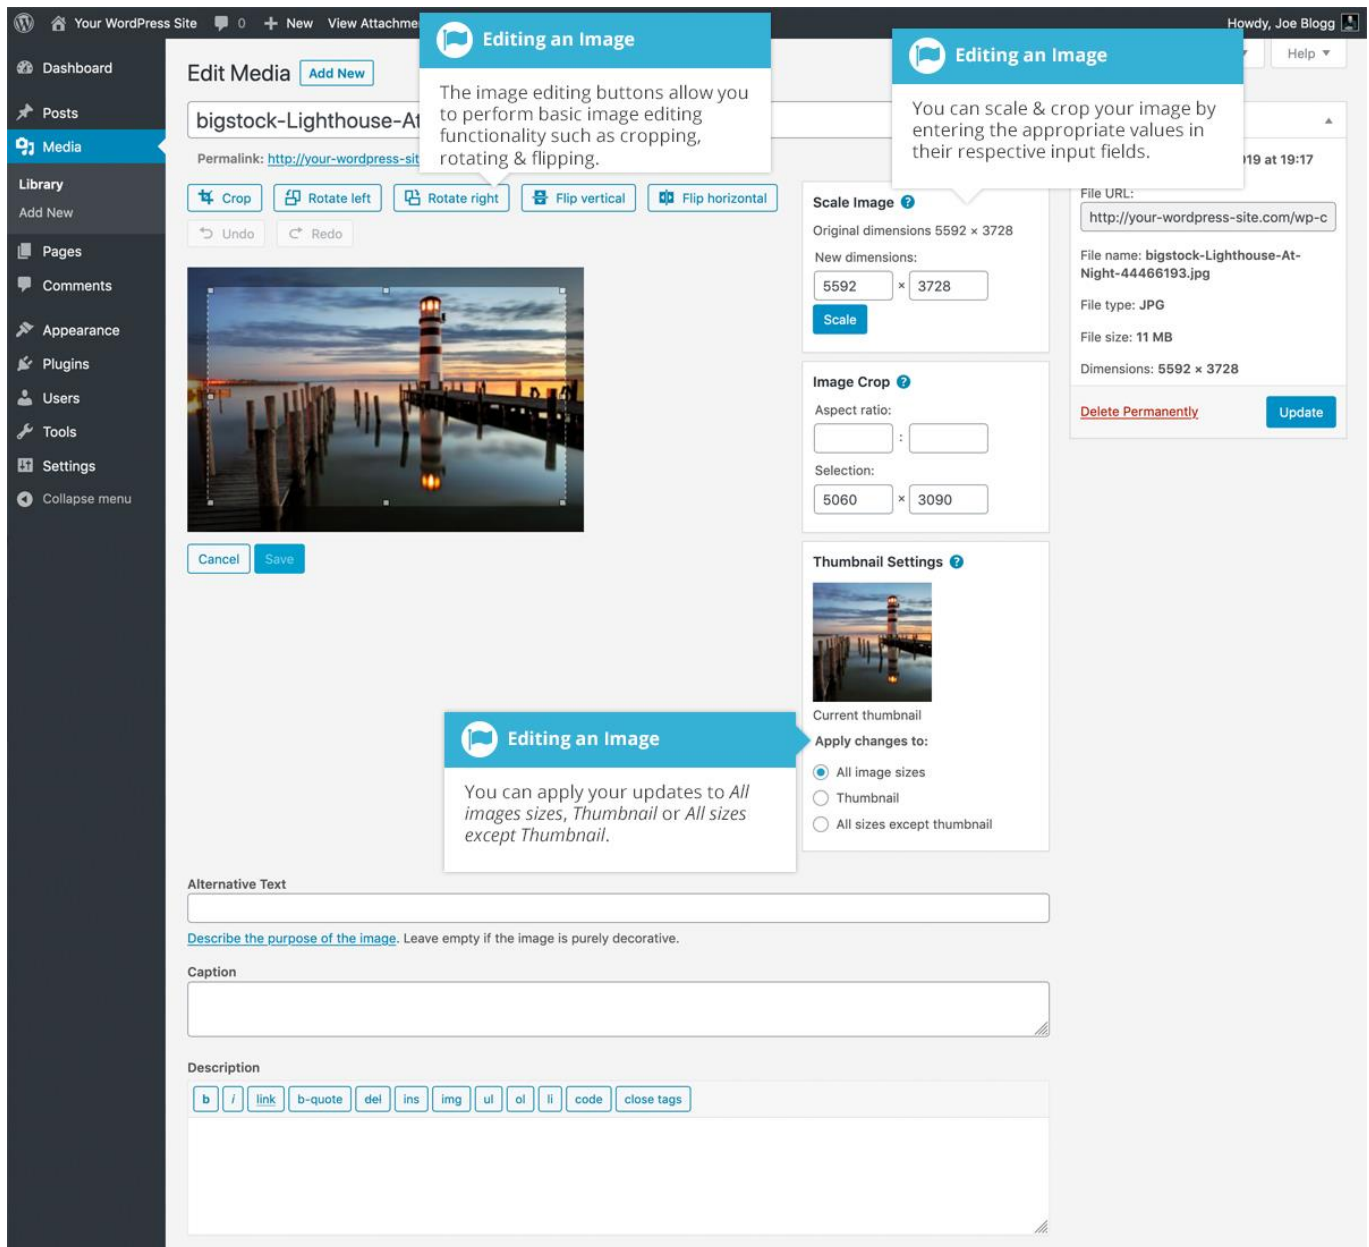 Your WordPress Site 0 New View Attachme
Howdy, Joe Blogg
Dashboard
Posts
Media
Library
Add New
Pages
Comments
Appearance
Plugins
Users
Tools
Settings
Collapse menu
Edit Media Add New
Help
bigstock-Lighthouse-At
Permalink: http://your-wordpress-sit
Editing an Image
The image editing buttons allow you
to perform basic image editing
functionality such as cropping,
rotating & flipping.
Editing an Image
You can scale & crop your image by
entering the appropriate values in
their respective input fields.
Crop Rotate left Rotate right Flip vertical Flip horizontal
Undo Redo
Cancel Save
Scale Image ?
Original dimensions 5592 × 3728
New dimensions:
5592 × 3728
Scale
Image Crop ?
Aspect ratio:
:
Selection:
5060 × 3090
Thumbnail Settings ?
Current thumbnail
Apply changes to:
All image sizes
Thumbnail
All sizes except thumbnail
Editing an Image
You can apply your updates to All
images sizes, Thumbnail or All sizes
except Thumbnail.
19 at 19:17
File URL:
http://your-wordpress-site.com/wp-c
File name: bigstock-Lighthouse-At-
Night-44466193.jpg
File type: JPG
File size: 11 MB
Dimensions: 5592 × 3728
Delete Permanently Update
Alternative Text
Describe the purpose of the image. Leave empty if the image is purely decorative.
Caption
Description
b i link b-quote del ins img ul ol li code close tags